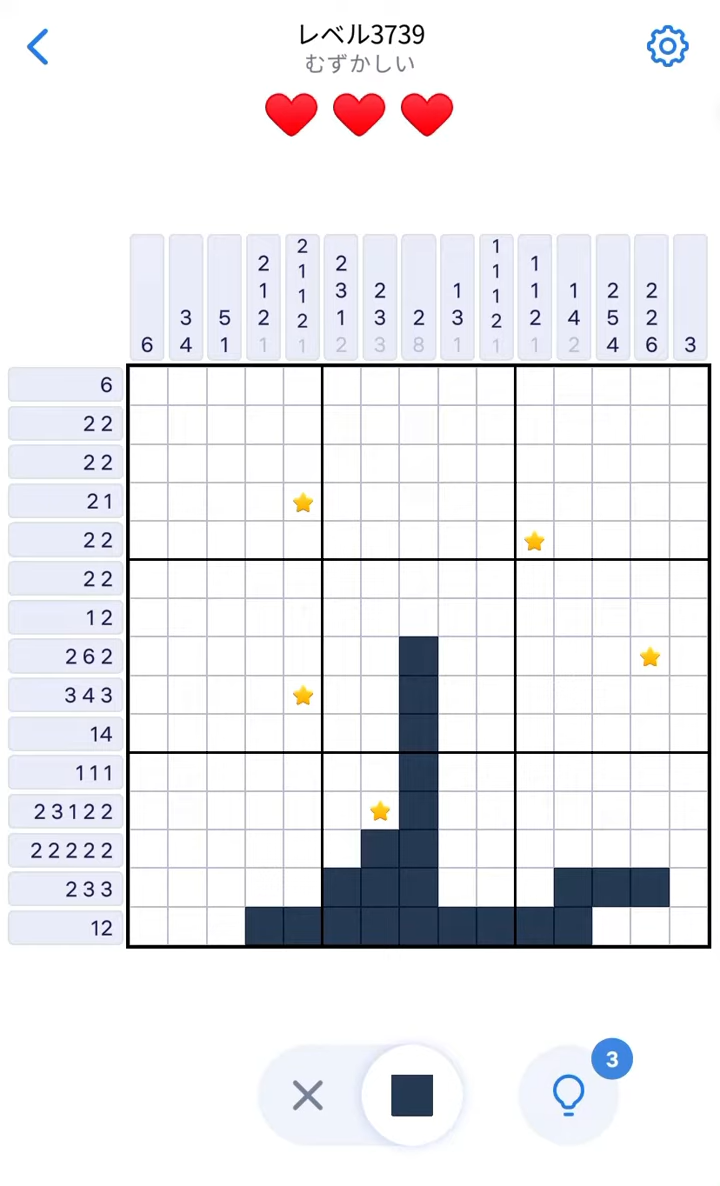 レベル3739
むずかしい
6
3 4
5 1
2 1 2 1
2 1 1 2 1
2 3 1 2
2 3 3
2 8
1 3 1
1 1 1 2 1
1 1 2 1
1 4 2
2 5 4
2 2 6
3
6
2 2
2 2
2 1
2 2
2 2
1 2
2 6 2
3 4 3
14
1 1 1
2 3 1 2 2
2 2 2 2 2
2 3 3
12
3